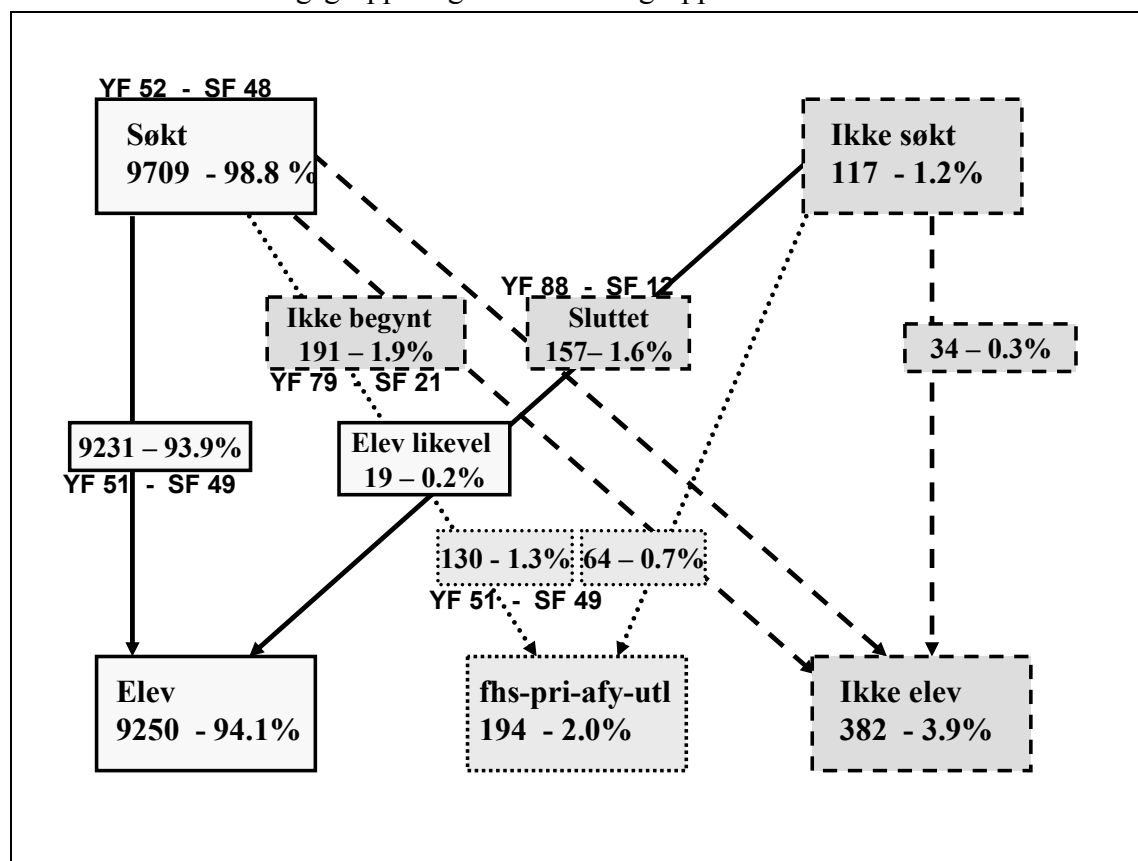 YF 52 - SF 48
Søkt
9709 - 98.8 %
Ikke søkt
117 - 1.2%
YF 88 - SF 12
Ikke begynt
191 – 1.9%
YF 79 - SF 21
Sluttet
157– 1.6%
34 – 0.3%
9231 – 93.9%
YF 51 - SF 49
Elev likevel
19 – 0.2%
130 - 1.3%
64 – 0.7%
YF 51 - SF 49
Elev
9250 - 94.1%
fhs-pri-afy-utl
194 - 2.0%
Ikke elev
382 - 3.9%